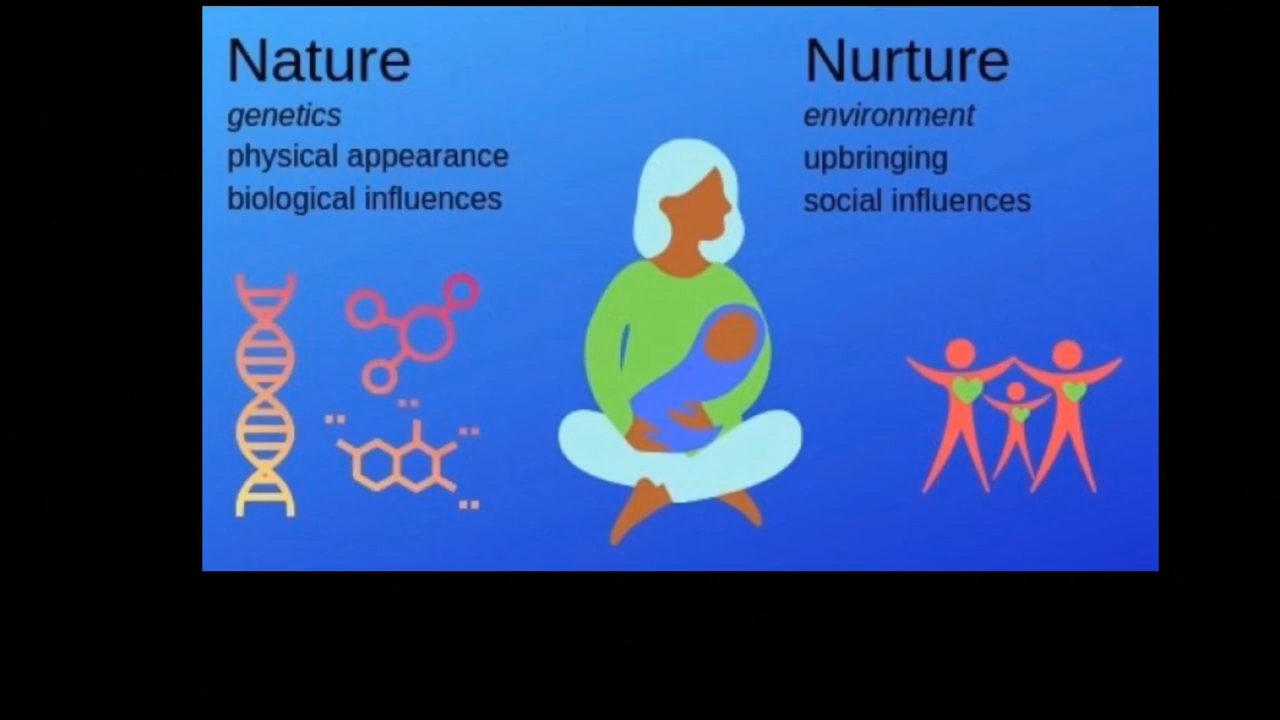 Nature
genetics
physical appearance
biological influences
Nurture
environment
upbringing
social influences